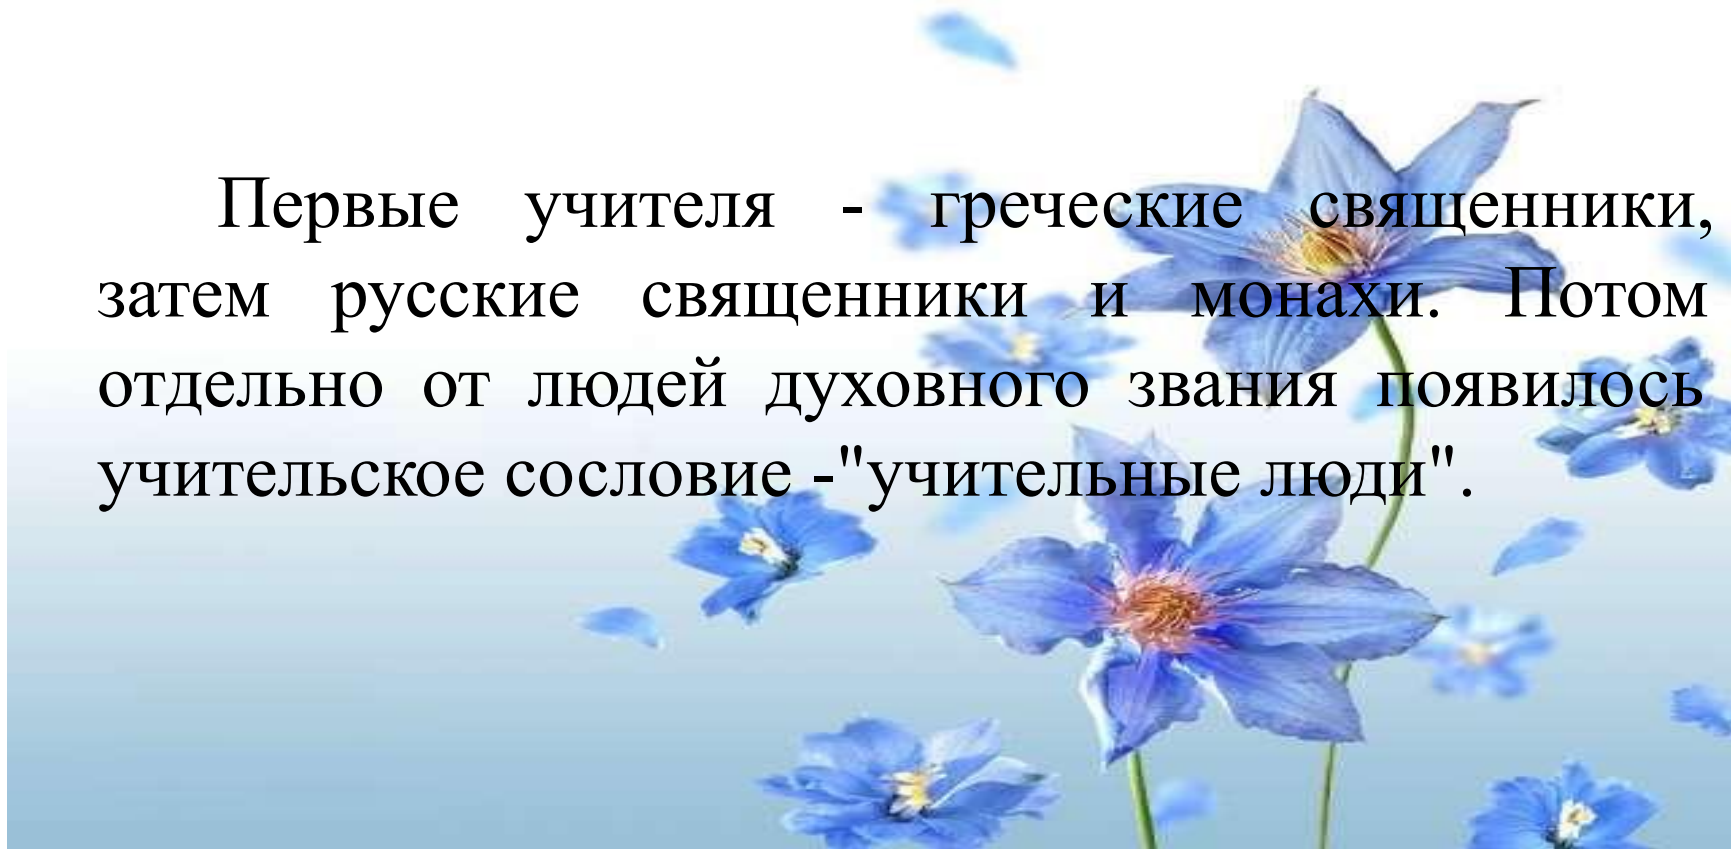 Первые учителя - греческие священники,
затем русские священники и монахи. Потом
отдельно от людей духовного звания появилось
учительское сословие -"учительные люди".